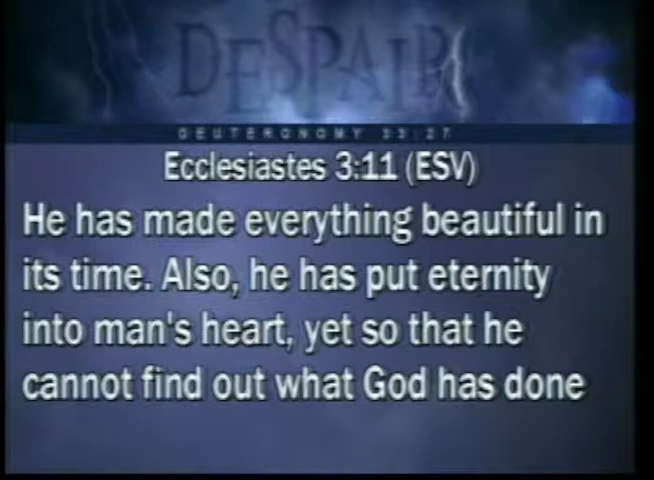 DESPAIR
DEUTERONOMY 33:27
Ecclesiastes 3:11 (ESV)
He has made everything beautiful in
its time. Also, he has put eternity
into man's heart, yet so that he
cannot find out what God has done